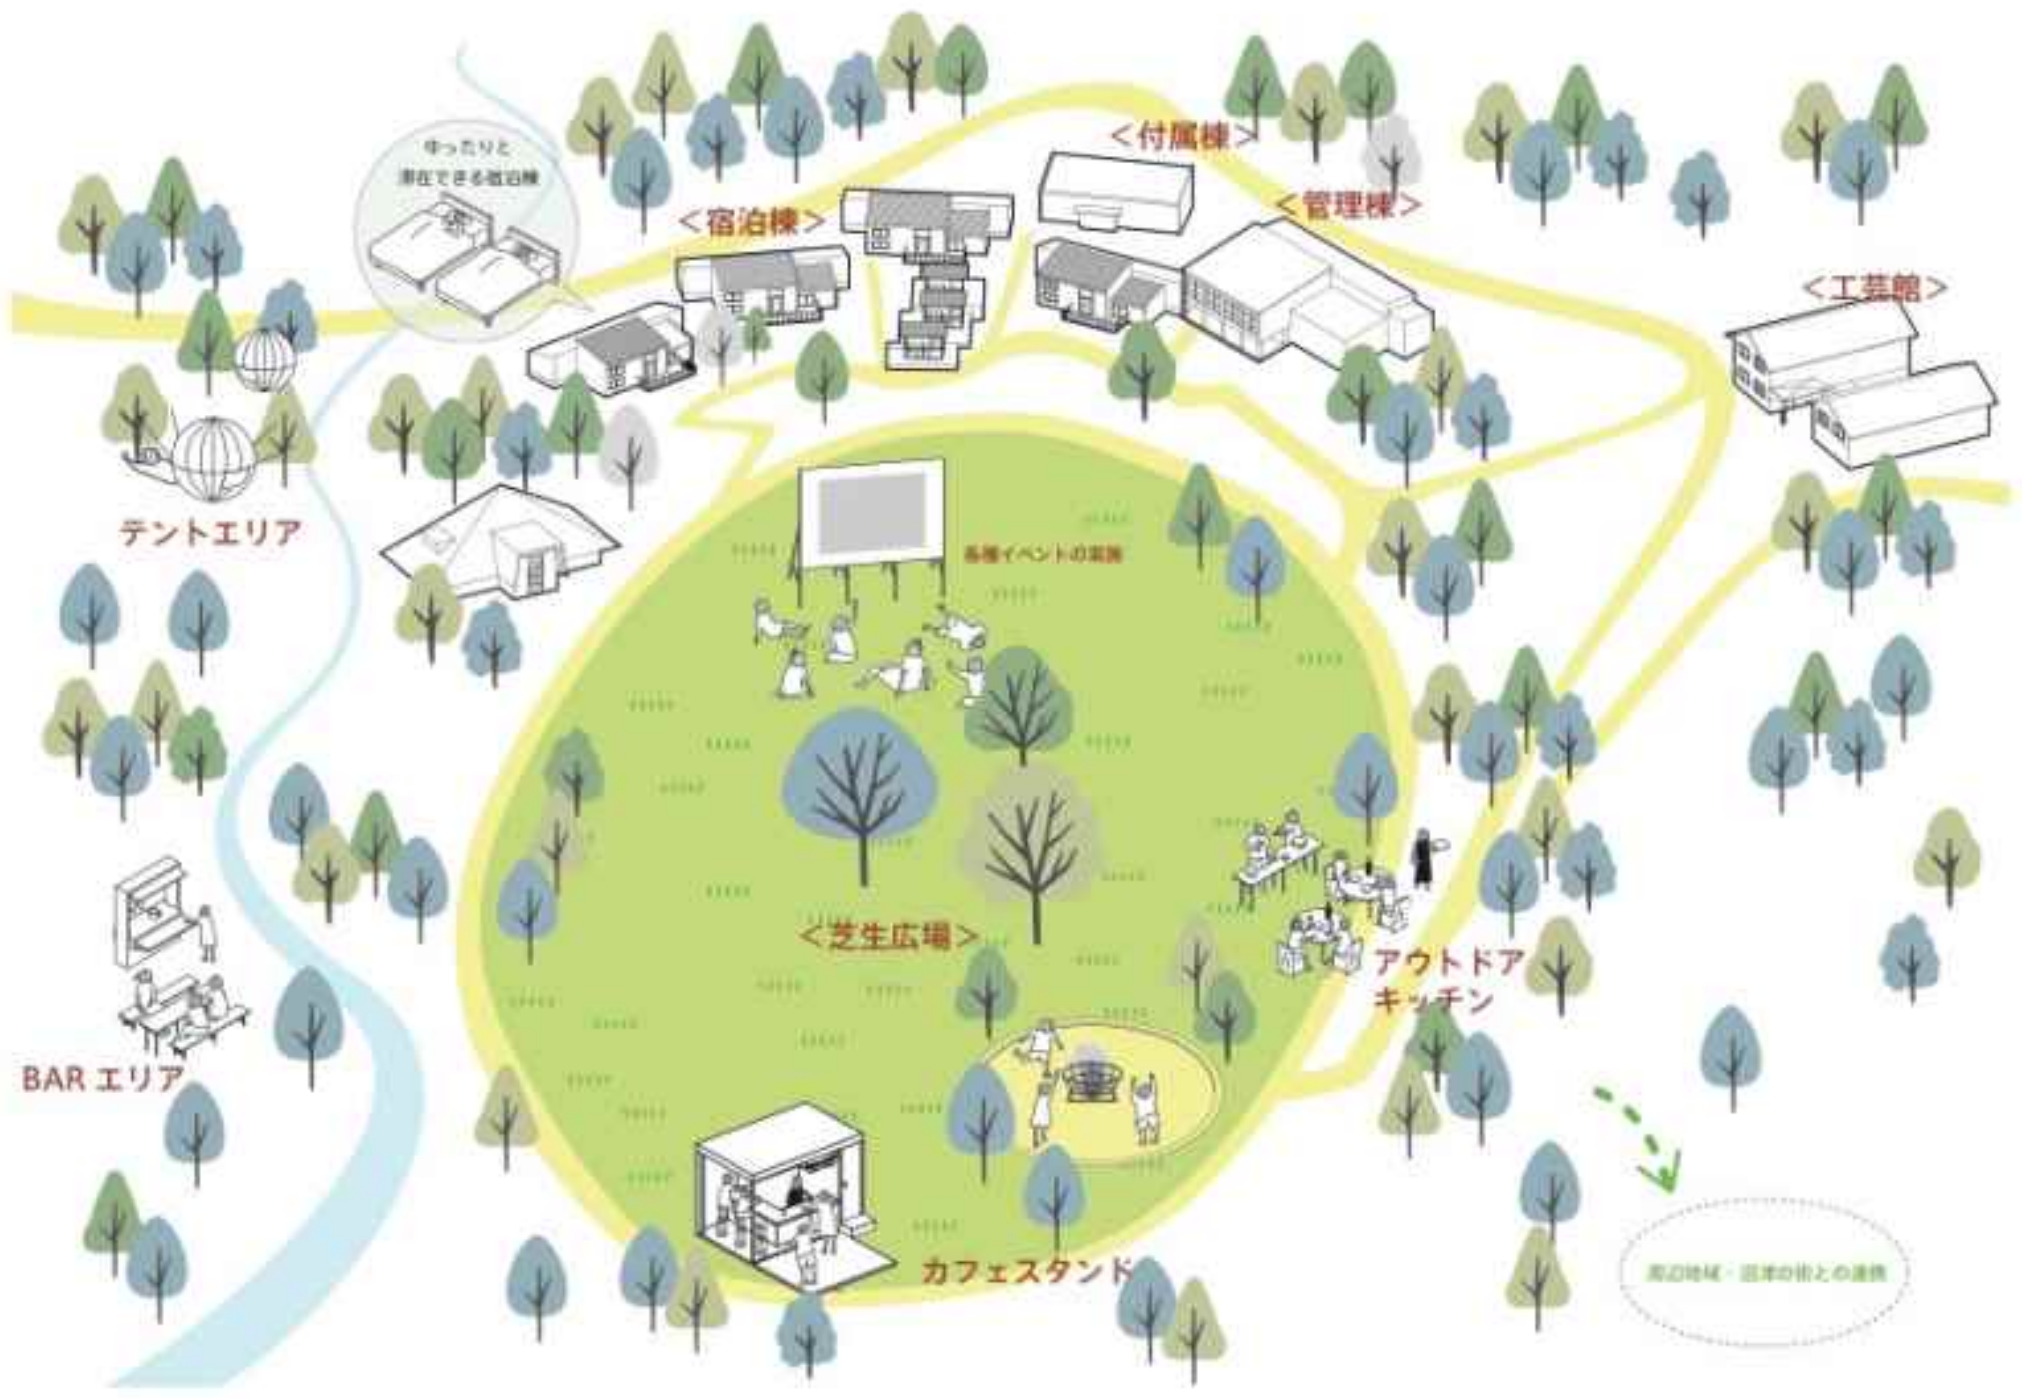 ゆったりと
滞在できる宿泊棟
＜付属棟＞
＜宿泊棟＞
＜管理棟＞
＜工芸館＞
テントエリア
各種イベントの実施
＜芝生広場＞
アウトドア
キッチン
BAR エリア
カフェスタンド
周辺地域・沼津の街との連携